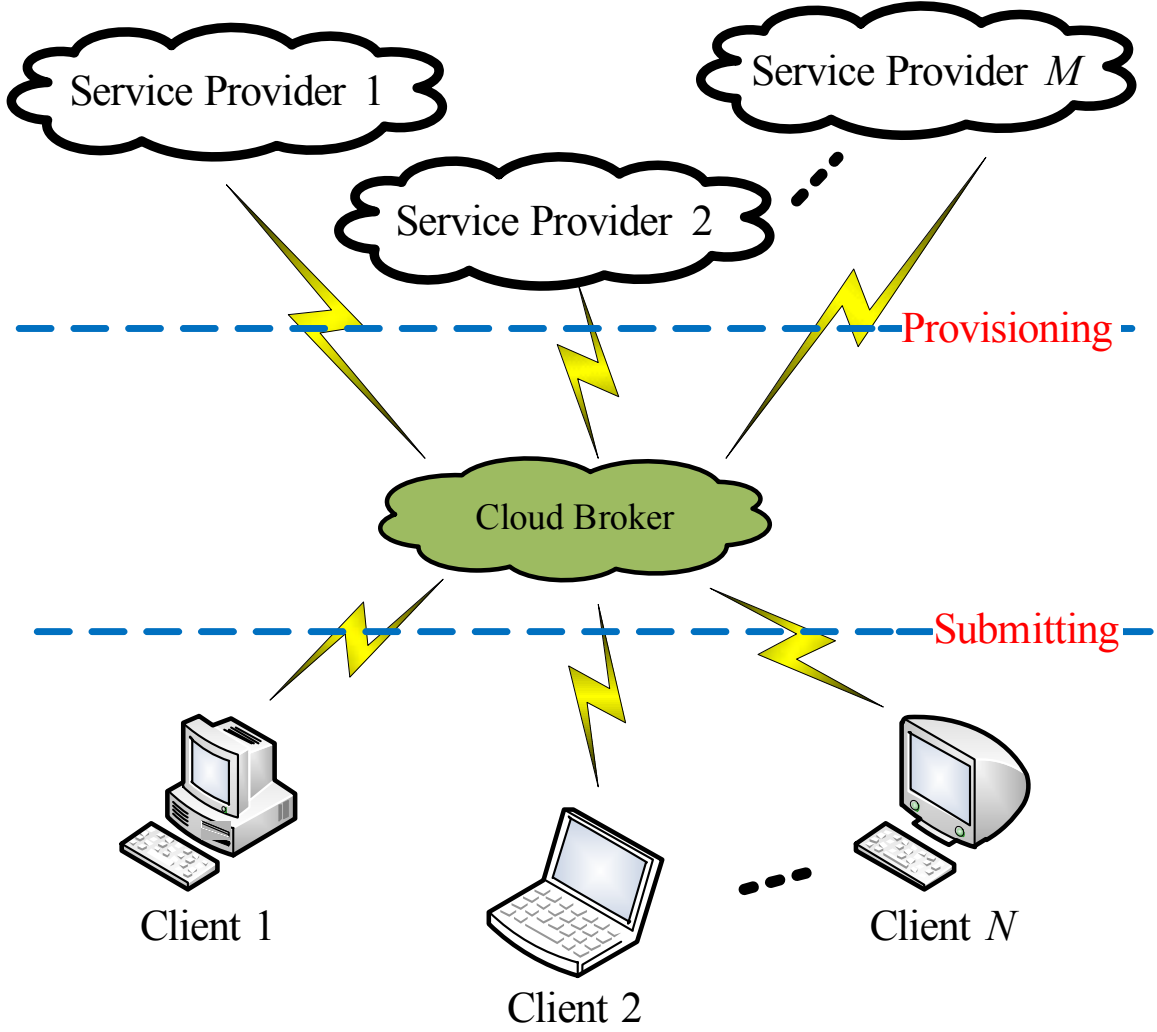 Service Provider 1
Service Provider M
Service Provider 2
Provisioning
Cloud Broker
Submitting
Client 1
Client N
Client 2